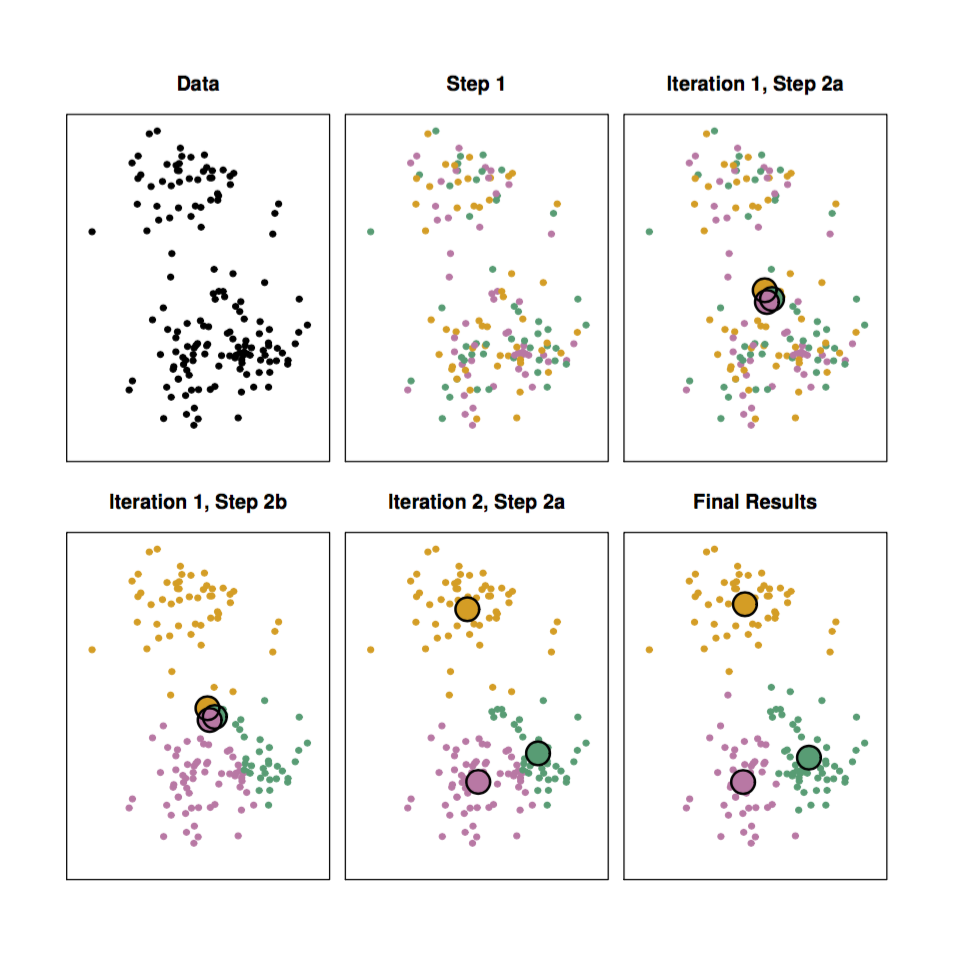 Data
Step 1
Iteration 1, Step 2a
Iteration 1, Step 2b
Iteration 2, Step 2a
Final Results